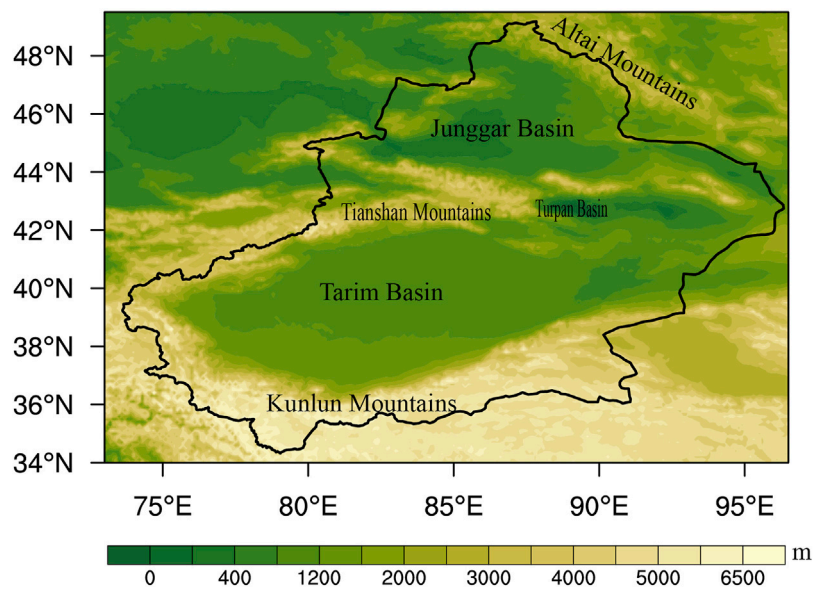 48°N
46°N
44°N
42°N
40°N
38°N
36°N
34°N
Altai Mountains
Junggar Basin
Tianshan Mountains
Turpan Basin
Tarim Basin
Kunlun Mountains
75°E 80°E 85°E 90°E 95°E
m
0 400 1200 2000 3000 4000 5000 6500